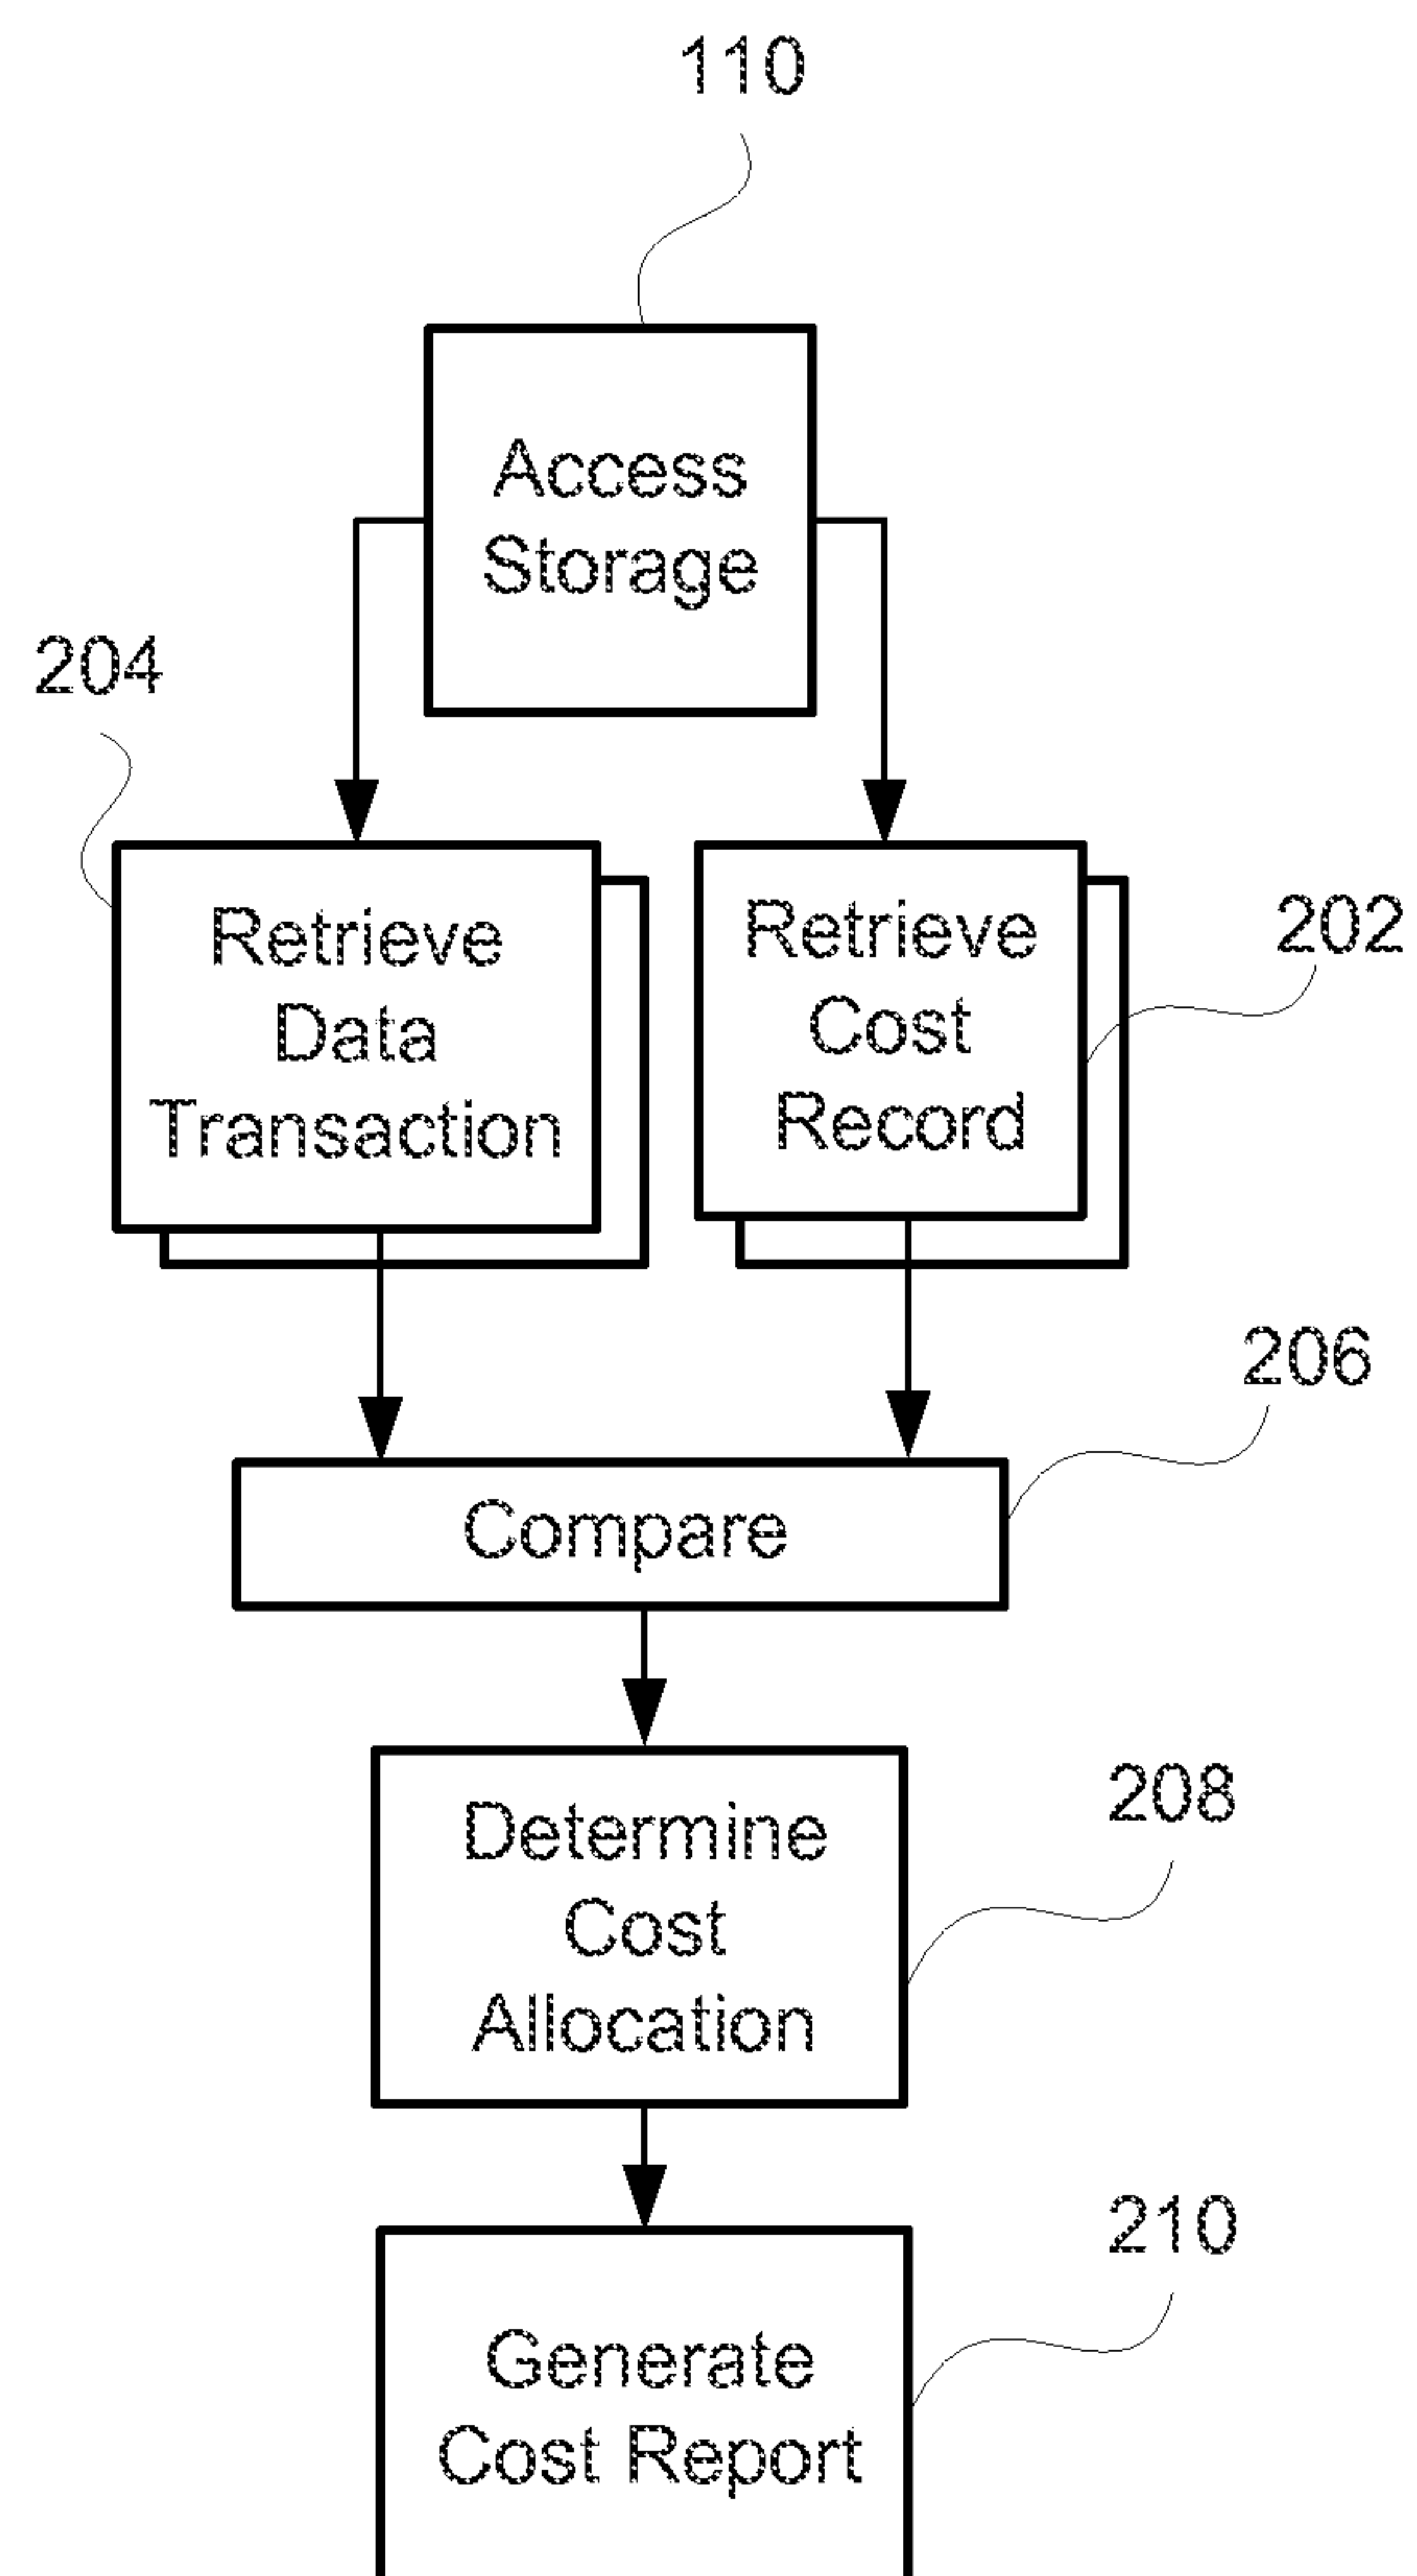 110
Access
Storage
204
Retrieve
Data
Transaction
Retrieve
Cost
Record
202
206
Compare
208
Determine
Cost
Allocation
210
Generate
Cost Report